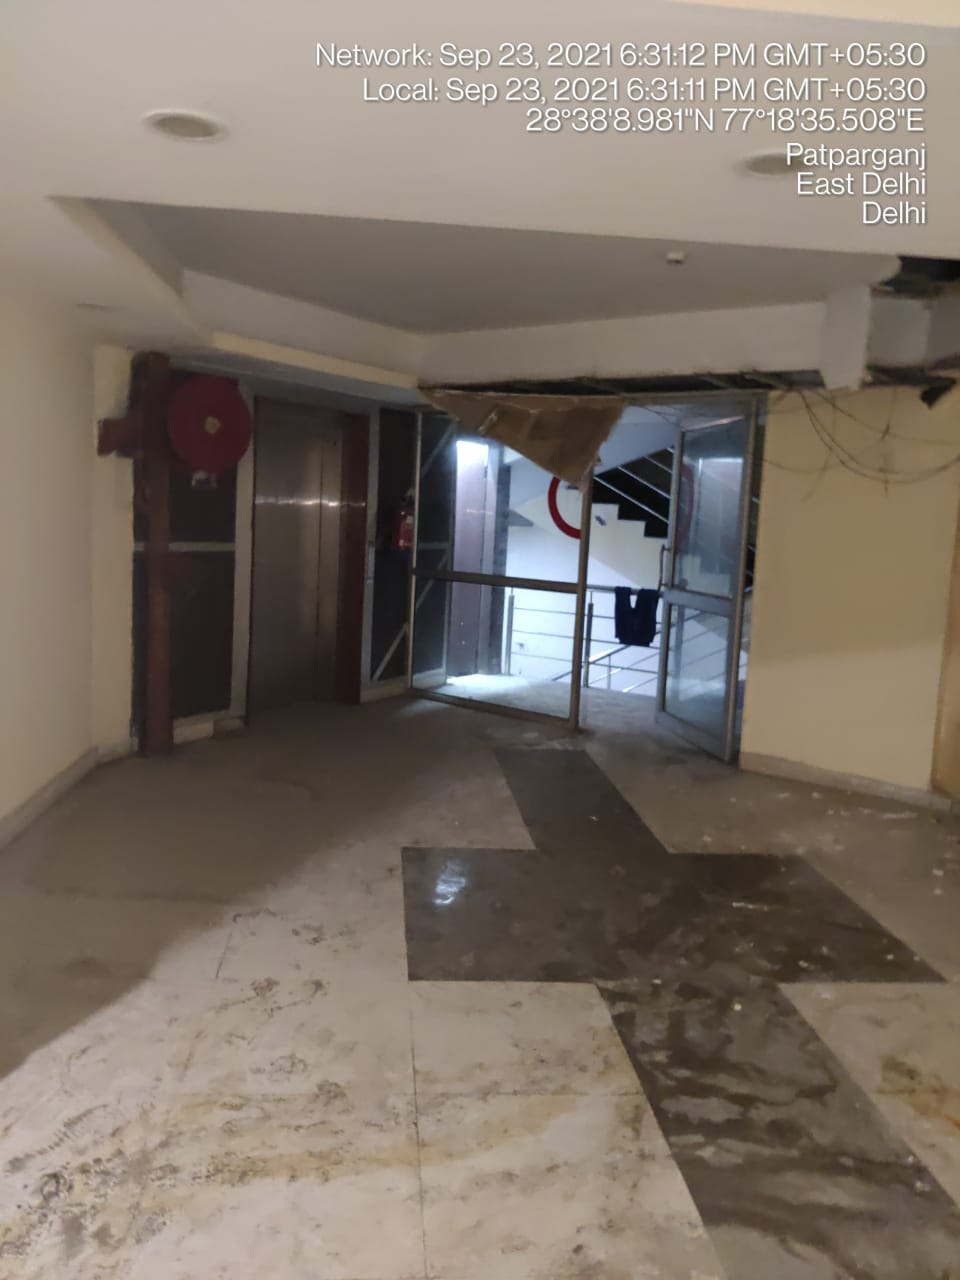 Network: Sep 23, 2021 6:31:12 PM GMT+05:30
Local: Sep 23, 2021 6:31:11 PM GMT+05:30
28°38'8.981"N 77°18'35.508"E
Patparganj
East Delhi
Delhi